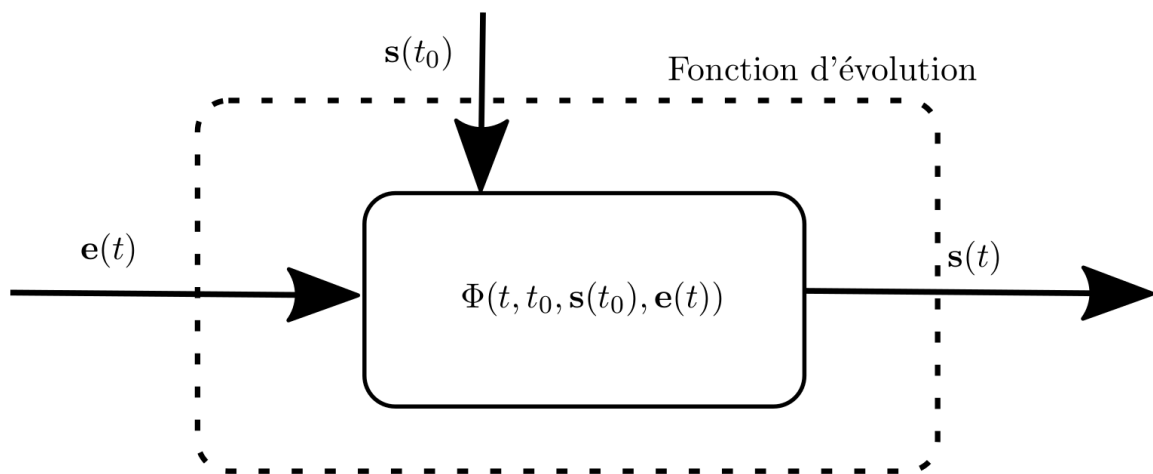 s(t₀)
Fonction d'évolution
e(t)
s(t)
Φ(t, t₀, s(t₀), e(t))